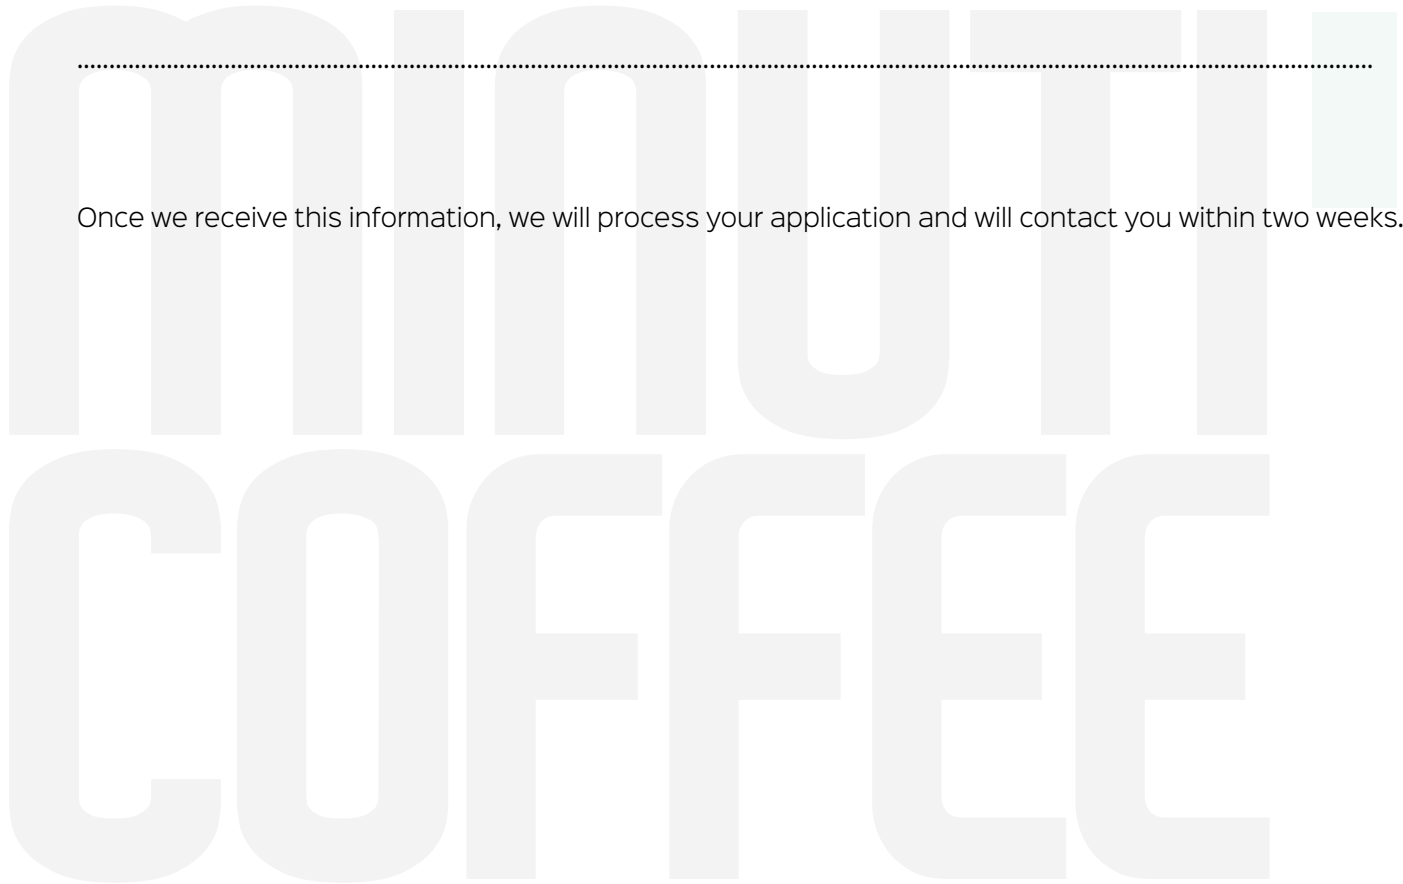 MINUTI
Once we receive this information, we will process your application and will contact you within two weeks.
COFFEE